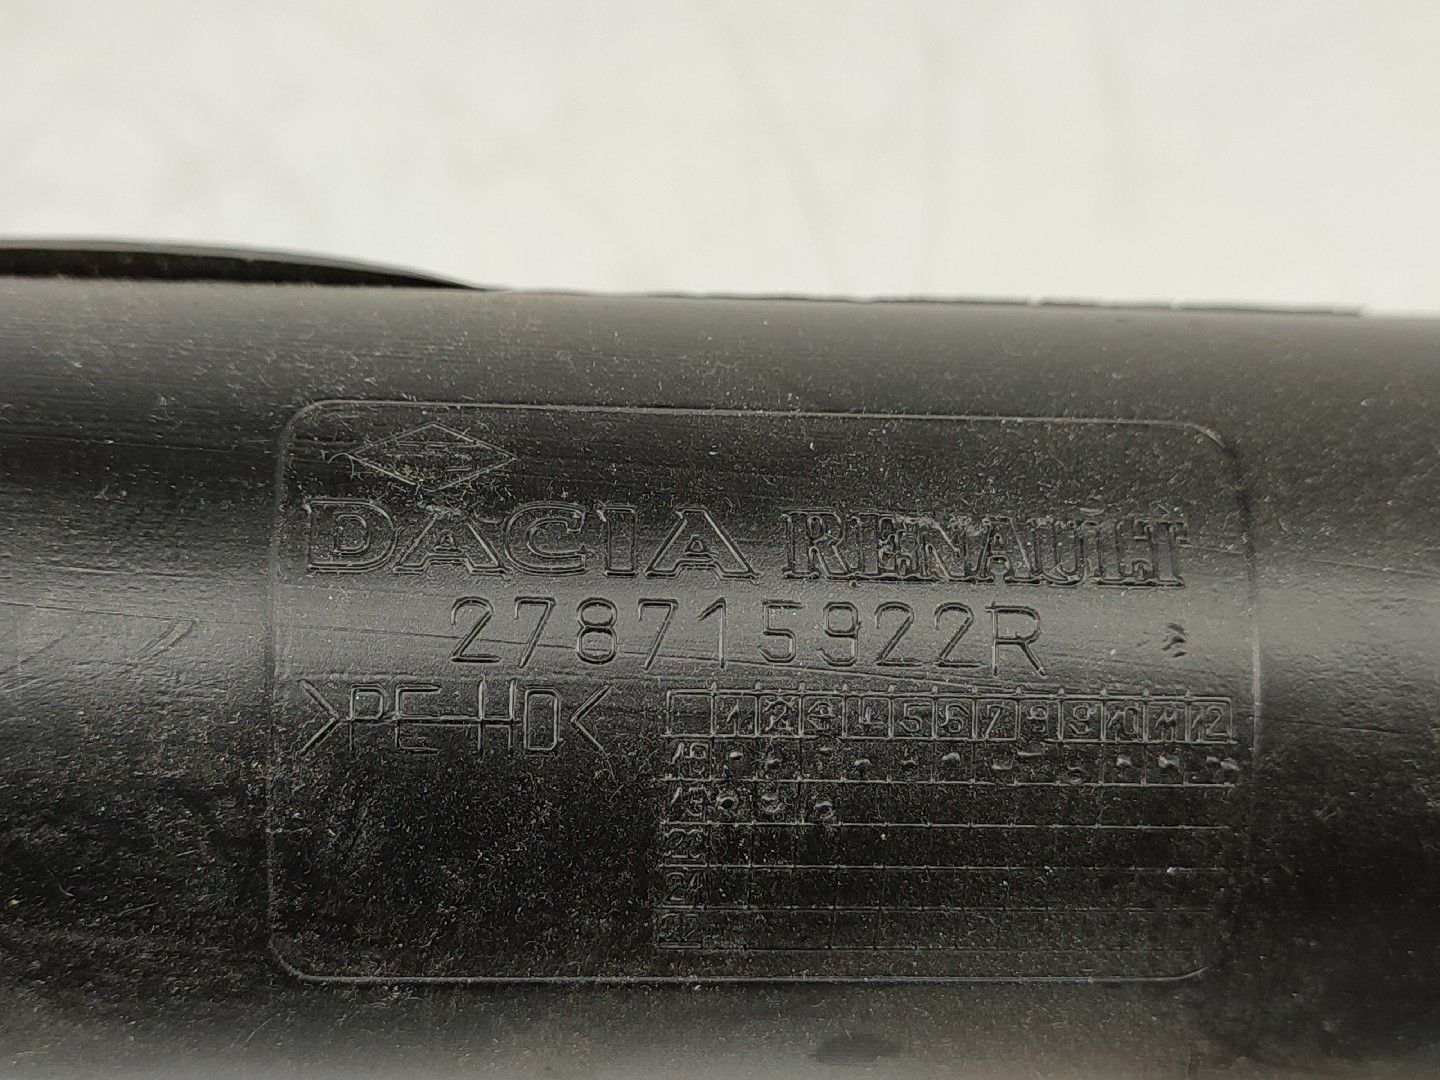 DACIA RENAULT
278715922R
>PE-HD<
1 2 3 4 5 6 7 8 9 10 11 12